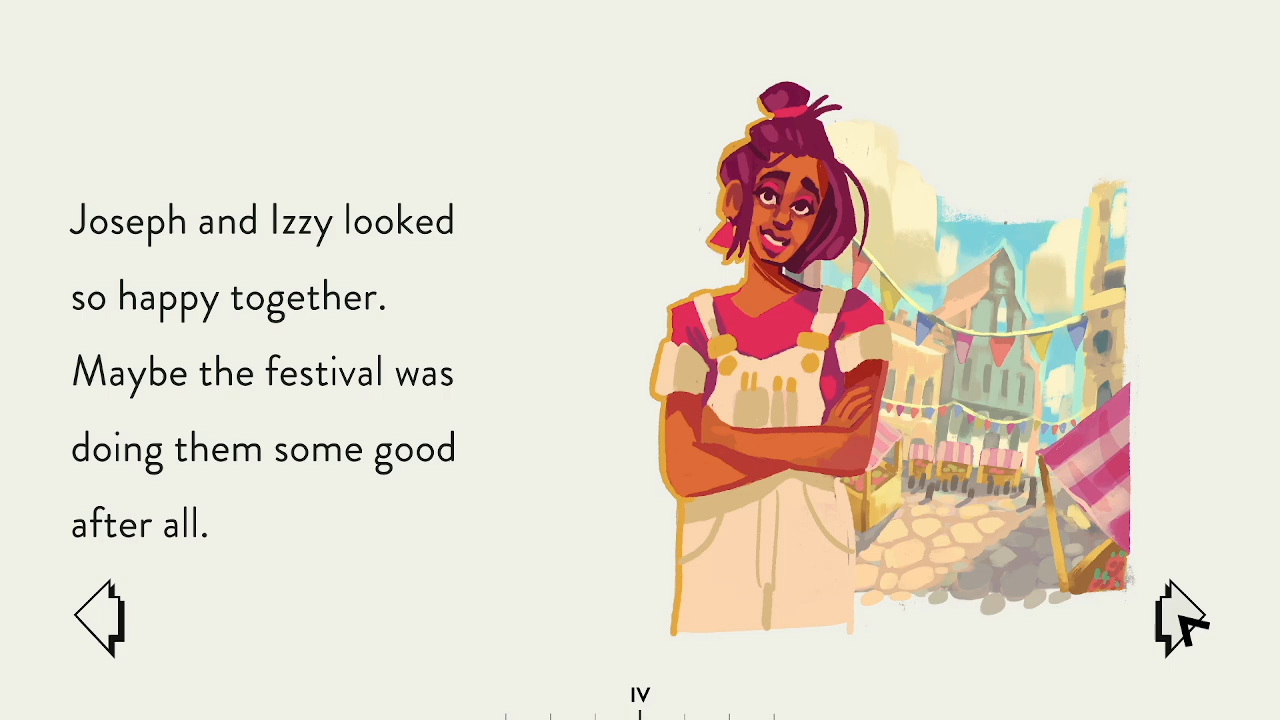 Joseph and Izzy looked
so happy together.
Maybe the festival was
doing them some good
after all.
IV